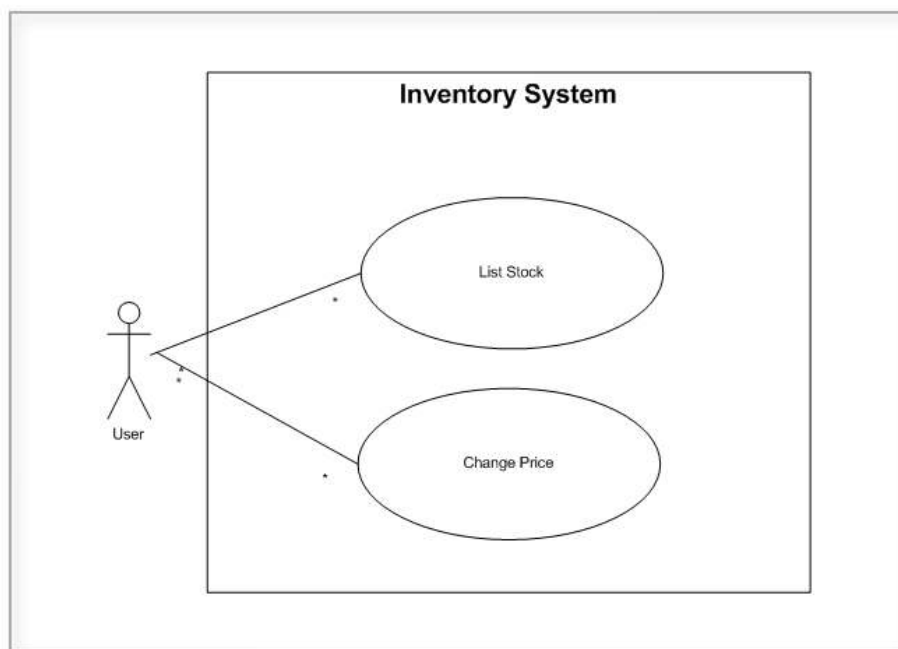 Inventory System
List Stock
*
*
*
User
Change Price
*